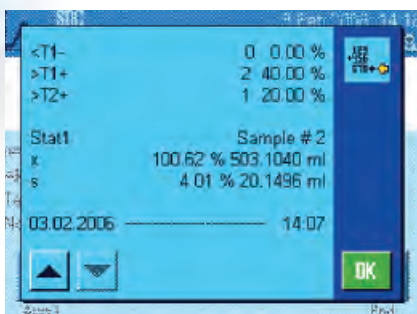 <T1- 0 0.00 %
>T1+ 2 40.00 %
>T2+ 1 20.00 %
Stat1 Sample # 2
x 100.62 % 503.1040 ml
s 4.01 % 20.1496 ml
03.02.2006 14:07
OK